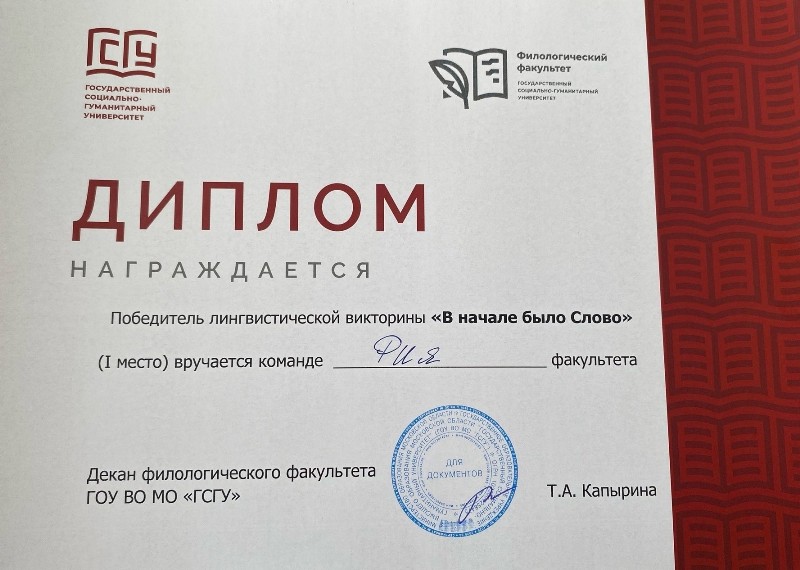 ГСГУ
ГОСУДАРСТВЕННЫЙ
СОЦИАЛЬНО-
ГУМАНИТАРНЫЙ
УНИВЕРСИТЕТ
Филологический
факультет
ГОСУДАРСТВЕННЫЙ
СОЦИАЛЬНО-ГУМАНИТАРНЫЙ
УНИВЕРСИТЕТ
ДИПЛОМ
НАГРАЖДАЕТСЯ
Победитель лингвистической викторины «В начале было Слово»
(I место) вручается команде РИЯ факультета
Декан филологического факультета
ГОУ ВО МО «ГСГУ»
ДЛЯ
ДОКУМЕНТОВ
Т.А. Капырина